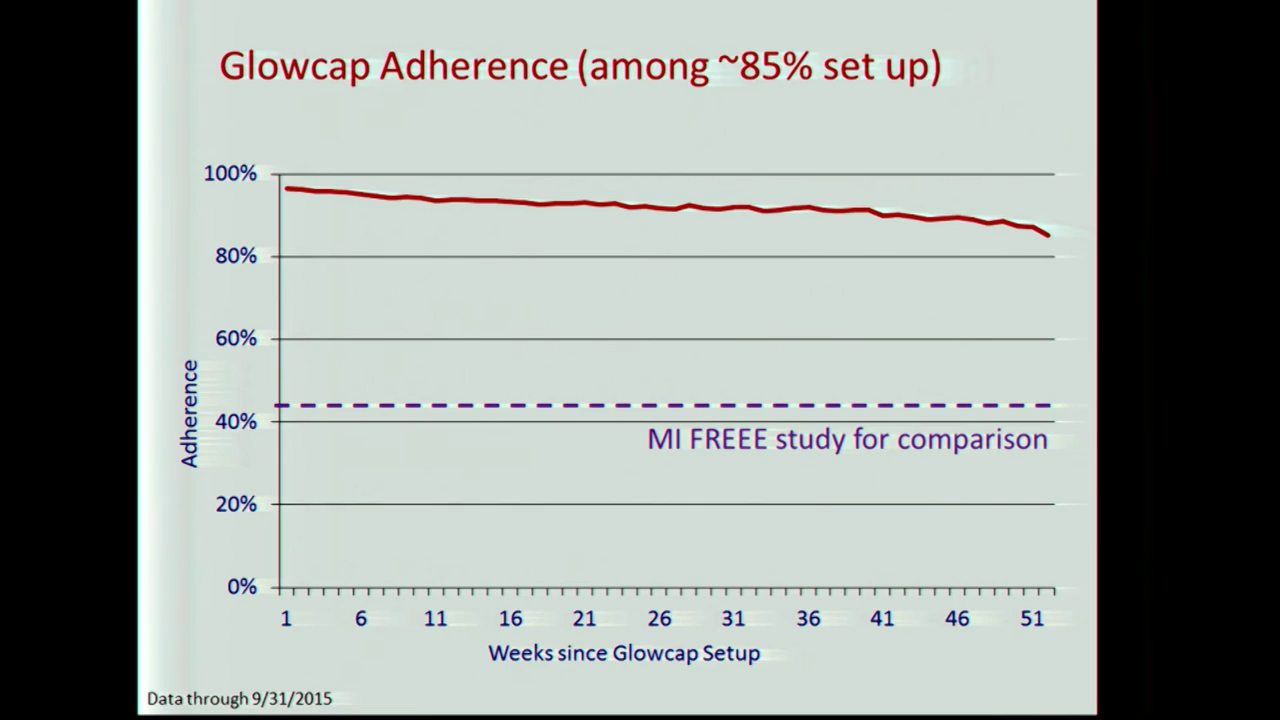 Glowcap Adherence (among ~85% set up)
100%
80%
60%
40%
20%
0%
Adherence
MI FREEE study for comparison
1 6 11 16 21 26 31 36 41 46 51
Weeks since Glowcap Setup
Data through 9/31/2015